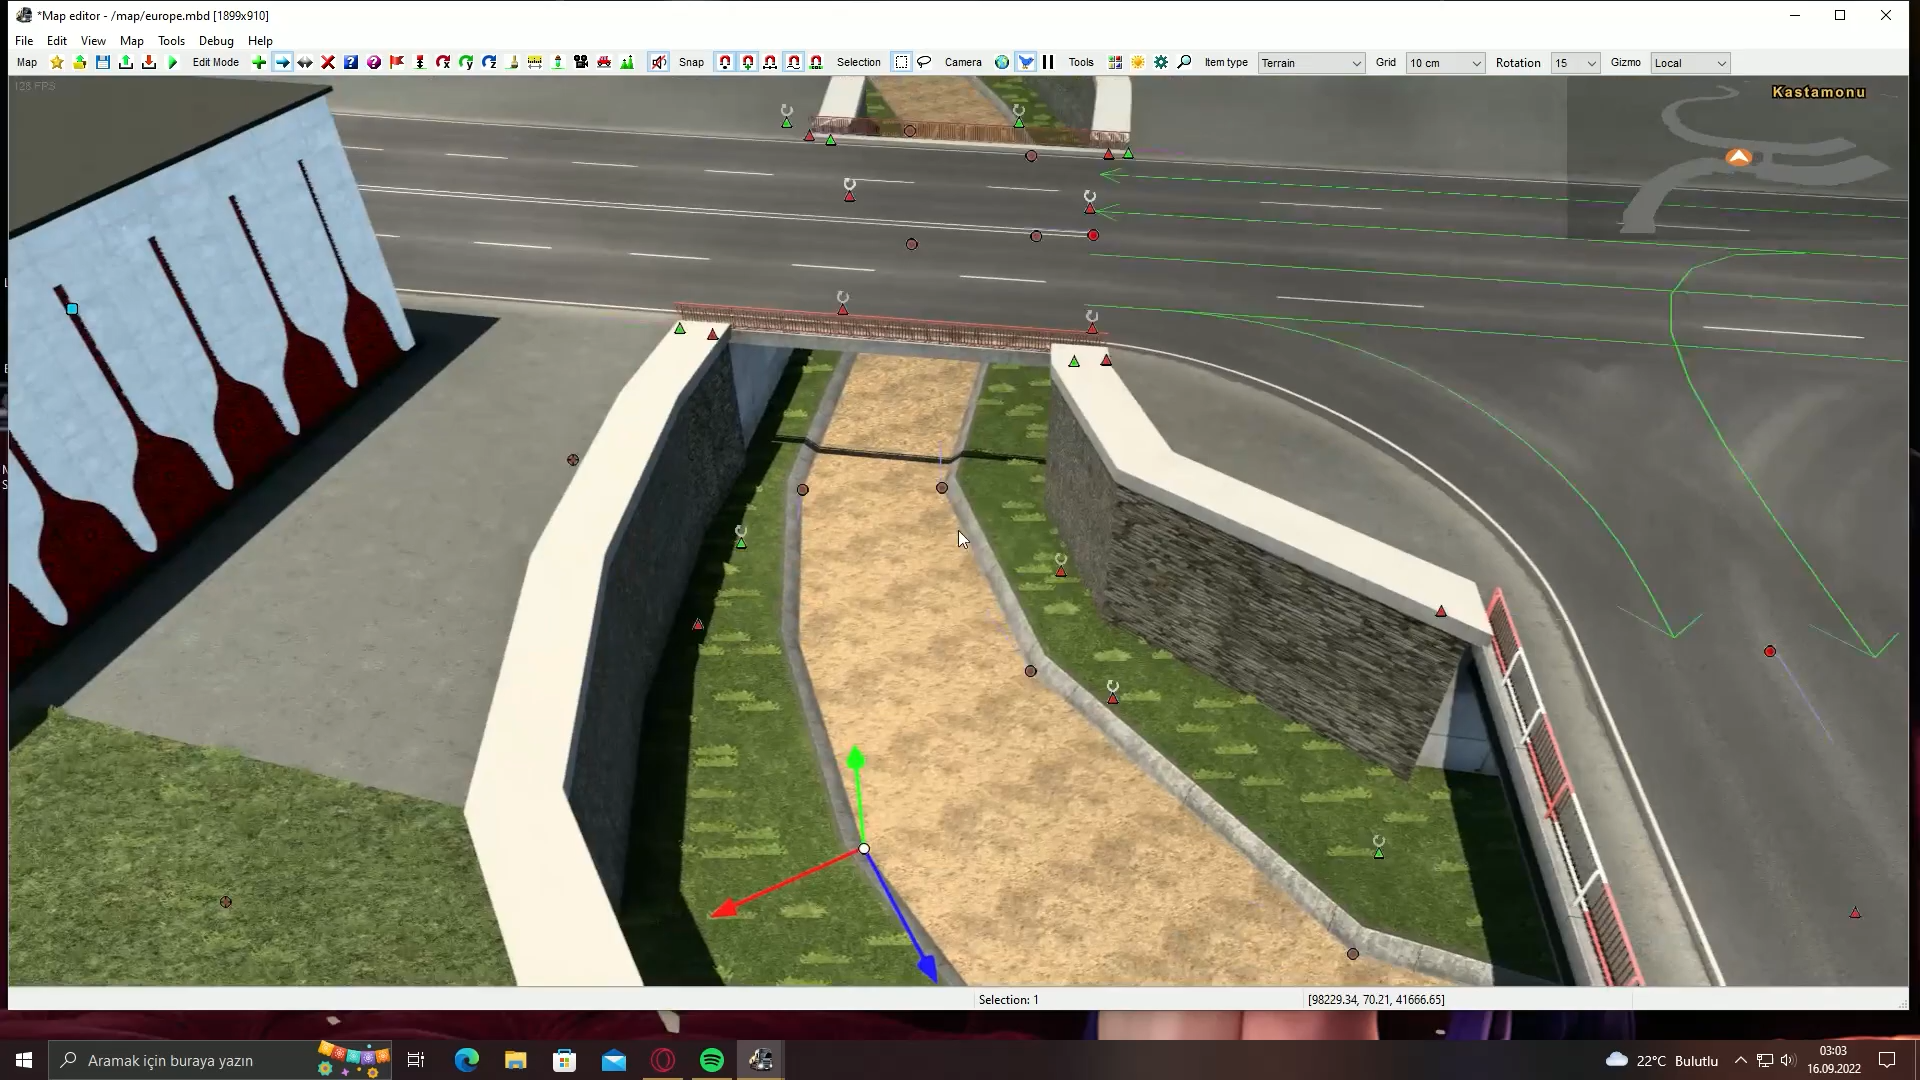 *Map editor - /map/europe.mbd [1899x910]
File Edit View Map Tools Debug Help
Map Edit Mode Snap Selection Camera Tools Item type Terrain Grid 10 cm Rotation 15 Gizmo Local
128 FPS
Kastamonu
Selection: 1
[98229.34, 70.21, 41666.65]
Aramak için buraya yazın
22°C Bulutlu
03:03
16.09.2022